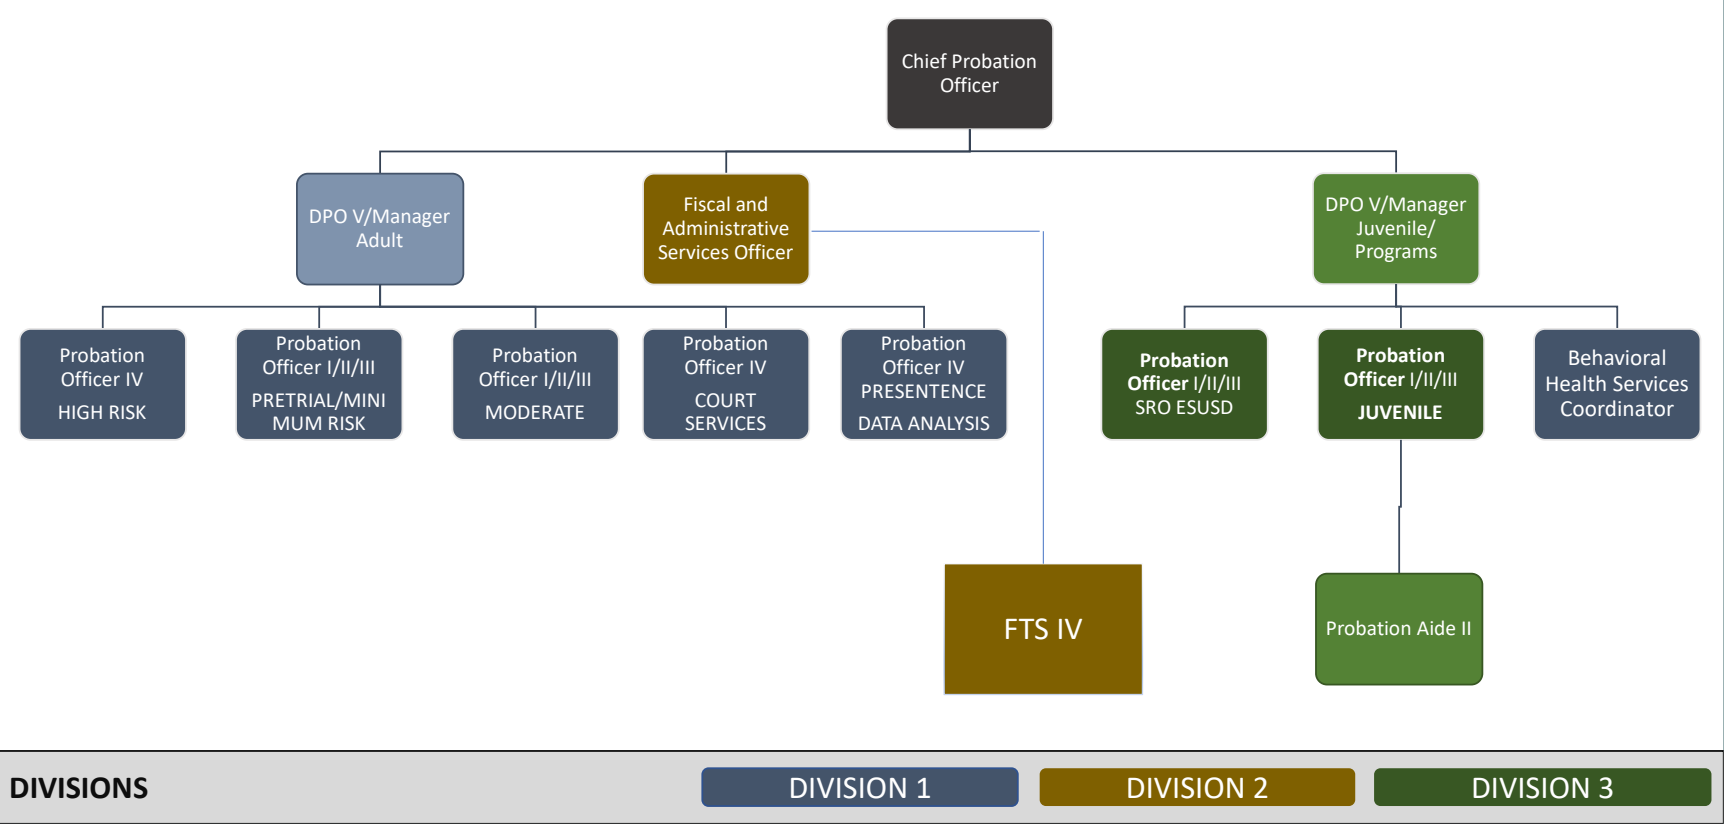 Chief Probation
Officer
DPO V/Manager
Adult
Fiscal and
Administrative
Services Officer
DPO V/Manager
Juvenile/
Programs
Probation
Officer IV
HIGH RISK
Probation
Officer I/II/III
PRETRIAL/MINI
MUM RISK
Probation
Officer I/II/III
MODERATE
Probation
Officer IV
COURT
SERVICES
Probation
Officer IV
PRESENTENCE
DATA ANALYSIS
Probation
Officer I/II/III
SRO ESUSD
Probation
Officer I/II/III
JUVENILE
Behavioral
Health Services
Coordinator
FTS IV
Probation Aide II
DIVISIONS
DIVISION 1
DIVISION 2
DIVISION 3